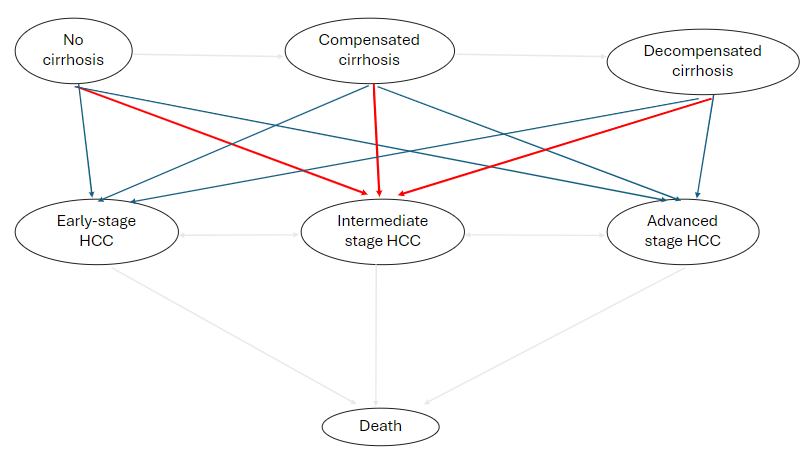 No
cirrhosis
Compensated
cirrhosis
Decompensated
cirrhosis
Early-stage
HCC
Intermediate
stage HCC
Advanced
stage HCC
Death